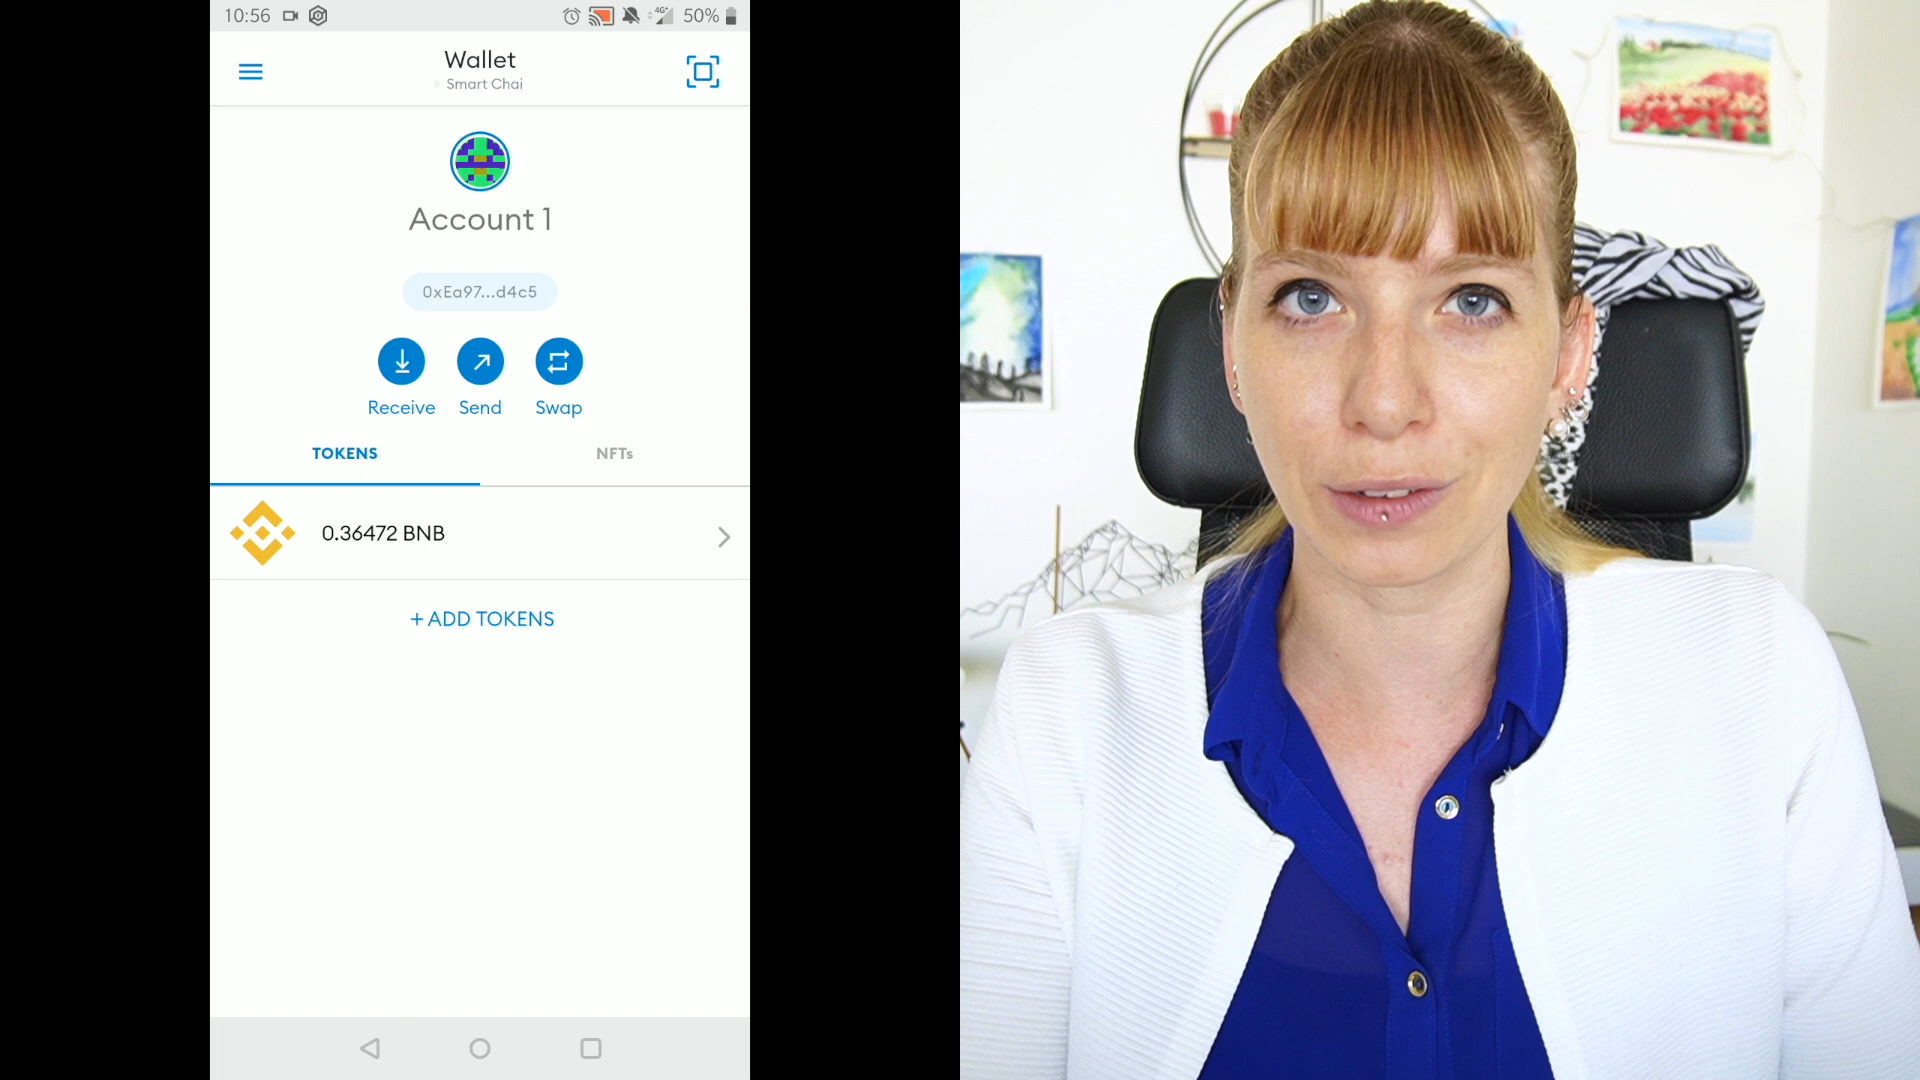 10:56
4G+ 50%
Wallet
Smart Chai
Account 1
0xEa97...d4c5
Receive Send Swap
TOKENS NFTs
0.36472 BNB
+ ADD TOKENS